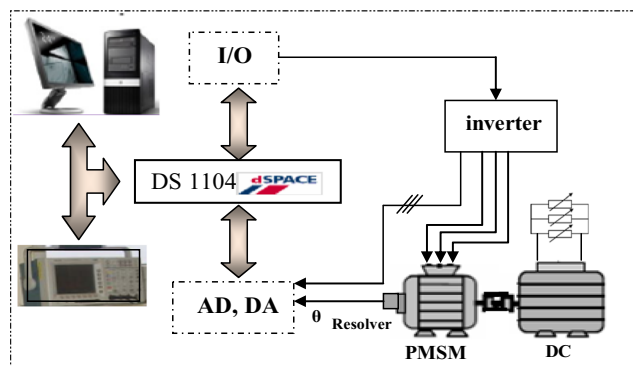 I/O
inverter
DS 1104 dSPACE
AD, DA
θ
Resolver
PMSM
DC